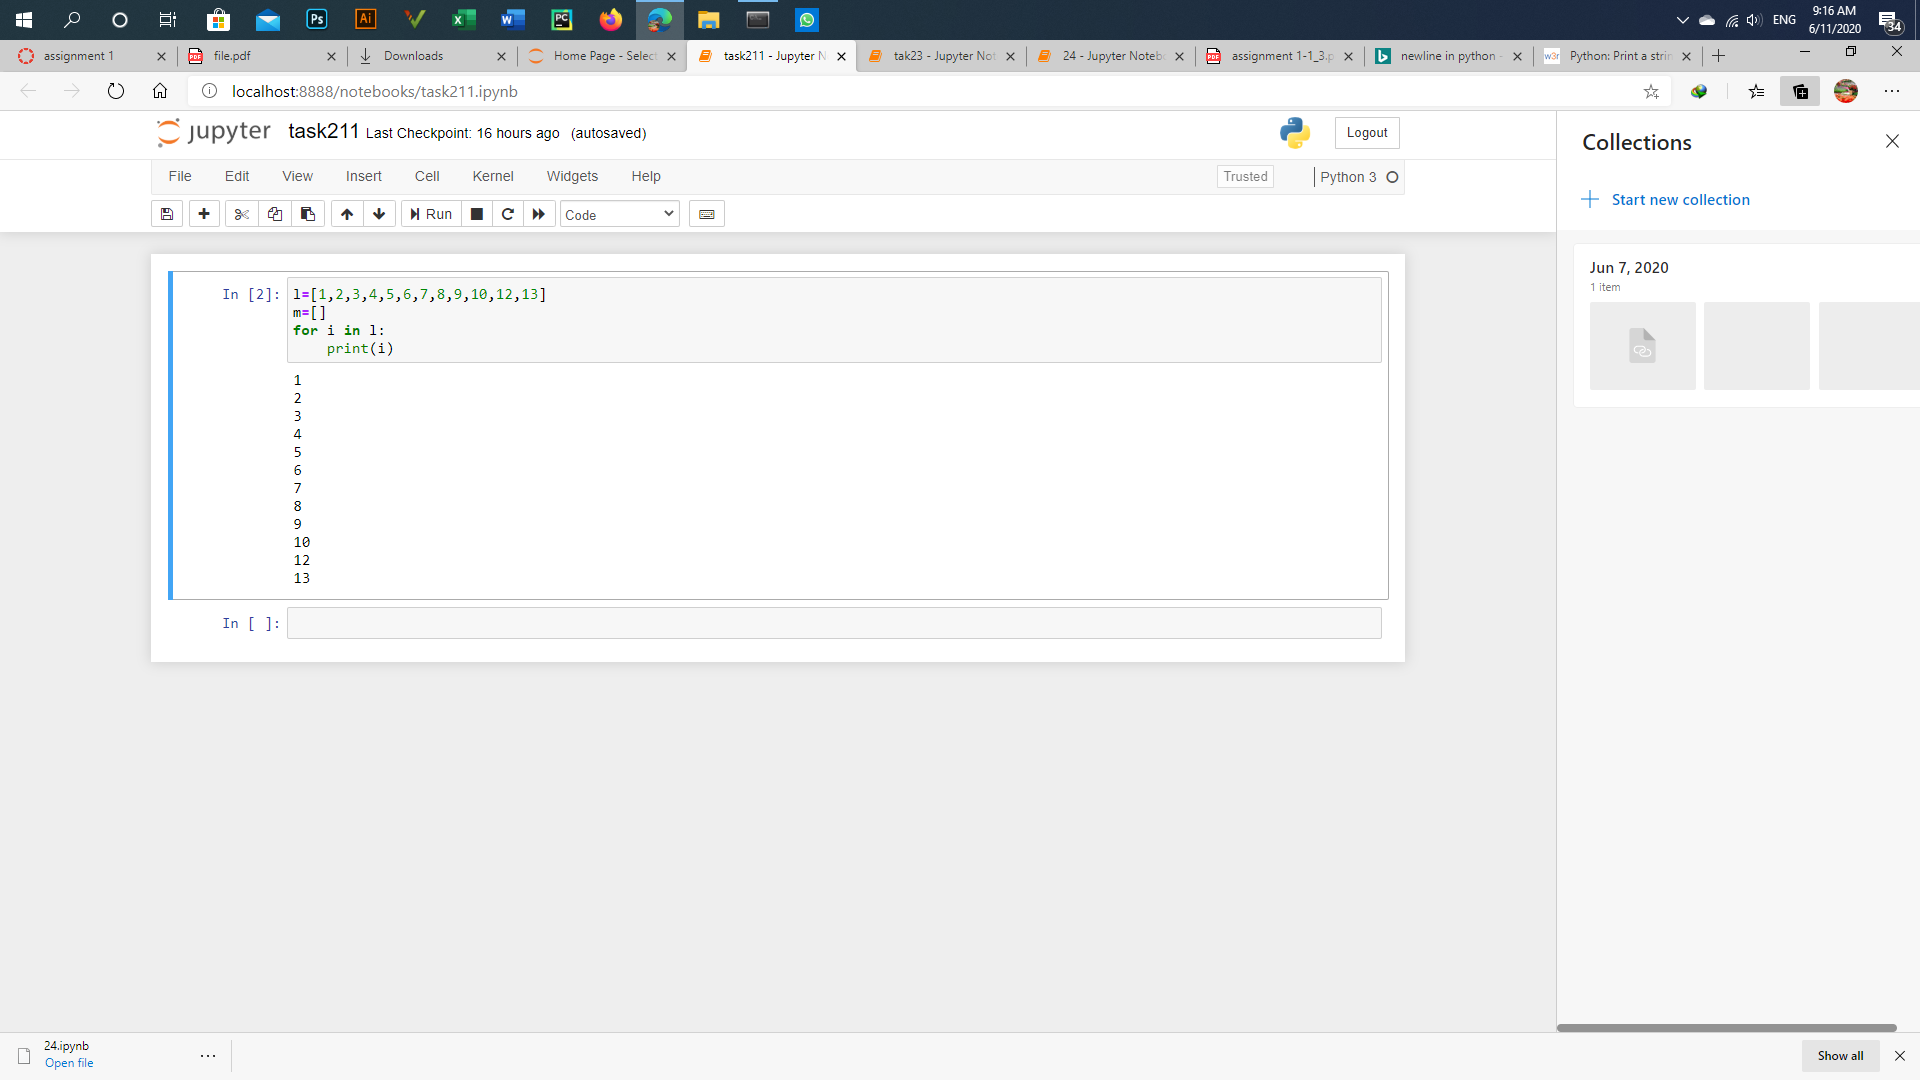 Ps
Ai
PC
ENG
9:16 AM
6/11/2020
34
assignment 1
file.pdf
Downloads
Home Page - Select
task211 - Jupyter N
tak23 - Jupyter Not
24 - Jupyter Notebo
assignment 1-1_3.p
newline in python -
w3r
Python: Print a strin
localhost:8888/notebooks/task211.ipynb
jupyter
task211
Last Checkpoint: 16 hours ago
(autosaved)
Logout
File
Edit
View
Insert
Cell
Kernel
Widgets
Help
Trusted
Python 3
Run
Code
In [2]:
l=[1,2,3,4,5,6,7,8,9,10,12,13]
m=[]
for i in l:
    print(i)
1
2
3
4
5
6
7
8
9
10
12
13
In [ ]:
Collections
Start new collection
Jun 7, 2020
1 item
24.ipynb
Open file
Show all